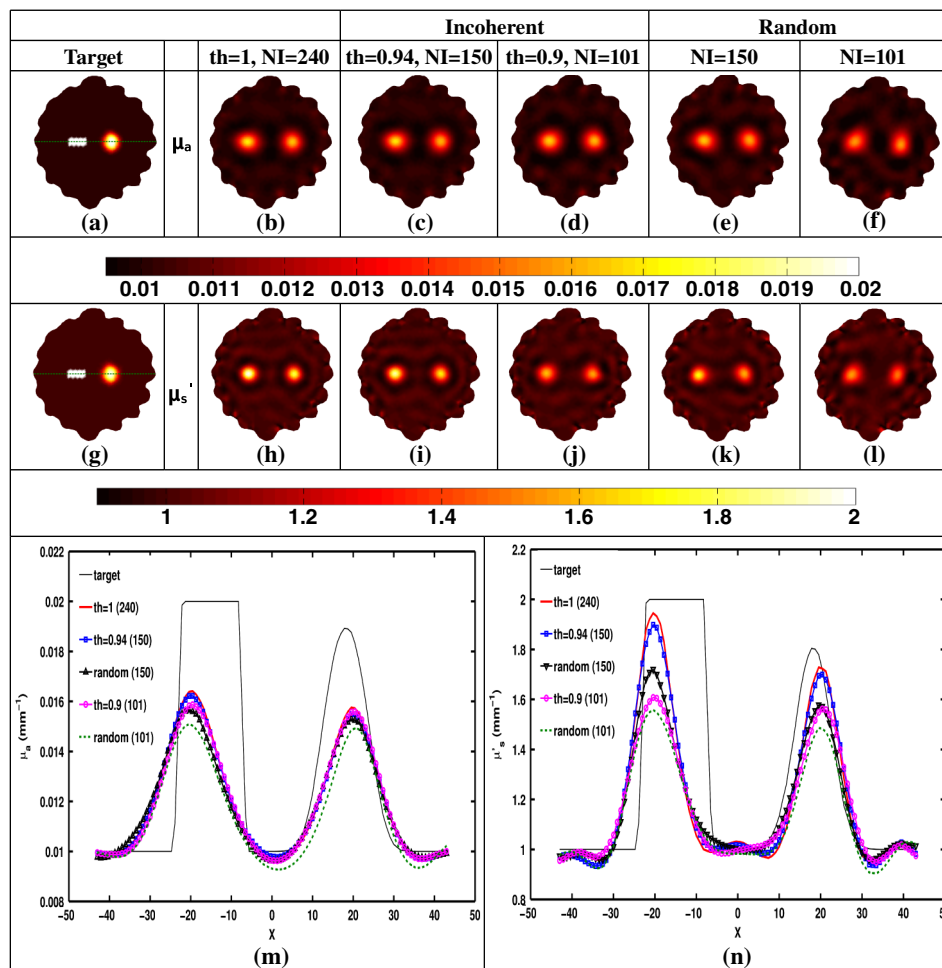 Incoherent Random
Target th=1, NI=240 th=0.94, NI=150 th=0.9, NI=101 NI=150 NI=101
μa
(a) (b) (c) (d) (e) (f)
0.01 0.011 0.012 0.013 0.014 0.015 0.016 0.017 0.018 0.019 0.02
μs'
(g) (h) (i) (j) (k) (l)
1 1.2 1.4 1.6 1.8 2
0.022
0.02
0.018
0.016
0.014
0.012
0.01
0.008
μa (mm⁻¹)
target
th=1 (240)
th=0.94 (150)
random (150)
th=0.9 (101)
random (101)
−50 −40 −30 −20 −10 0 10 20 30 40 50
X
(m)
2.2
2
1.8
1.6
1.4
1.2
1
0.8
μ's (mm⁻¹)
target
th=1 (240)
th=0.94 (150)
random (150)
th=0.9 (101)
random (101)
−50 −40 −30 −20 −10 0 10 20 30 40
X
(n)